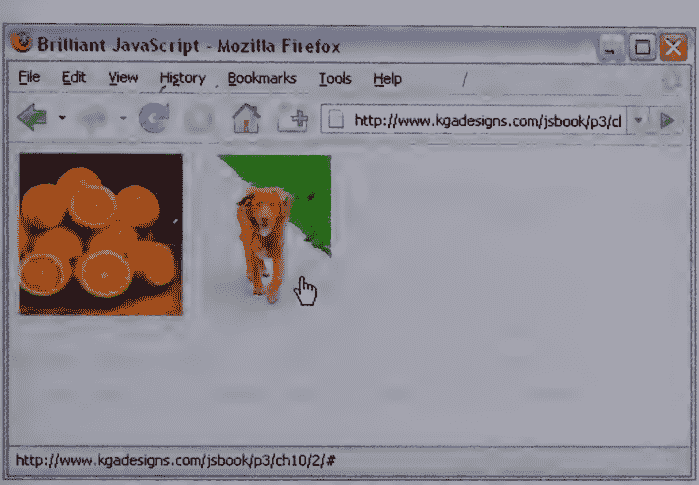 Brilliant JavaScript - Mozilla Firefox
File Edit View History Bookmarks Tools Help
http://www.kgadesigns.com/jsbook/p3/cl
http://www.kgadesigns.com/jsbook/p3/ch10/2/#